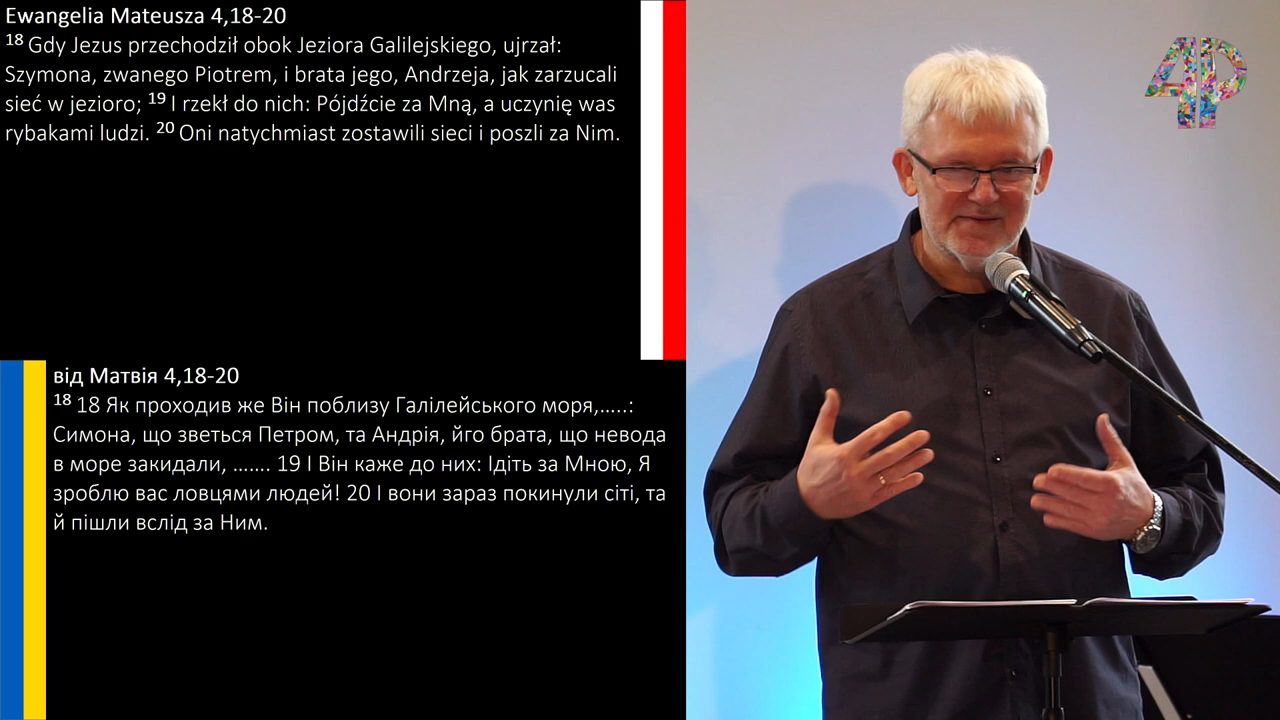 Ewangelia Mateusza 4,18-20
18 Gdy Jezus przechodził obok Jeziora Galilejskiego, ujrzał:
Szymona, zwanego Piotrem, i brata jego, Andrzeja, jak zarzucali
sieć w jezioro; 19 I rzekł do nich: Pójdźcie za Mną, a uczynię was
rybakami ludzi. 20 Oni natychmiast zostawili sieci i poszli za Nim.
4P
від Матвія 4,18-20
18 18 Як проходив же Він поблизу Галілейського моря,.....:
Симона, що зветься Петром, та Андрія, йго брата, що невода
в море закидали, ....... 19 І Він каже до них: Ідіть за Мною, Я
зроблю вас ловцями людей! 20 І вони зараз покинули сіті, та
й пішли вслід за Ним.